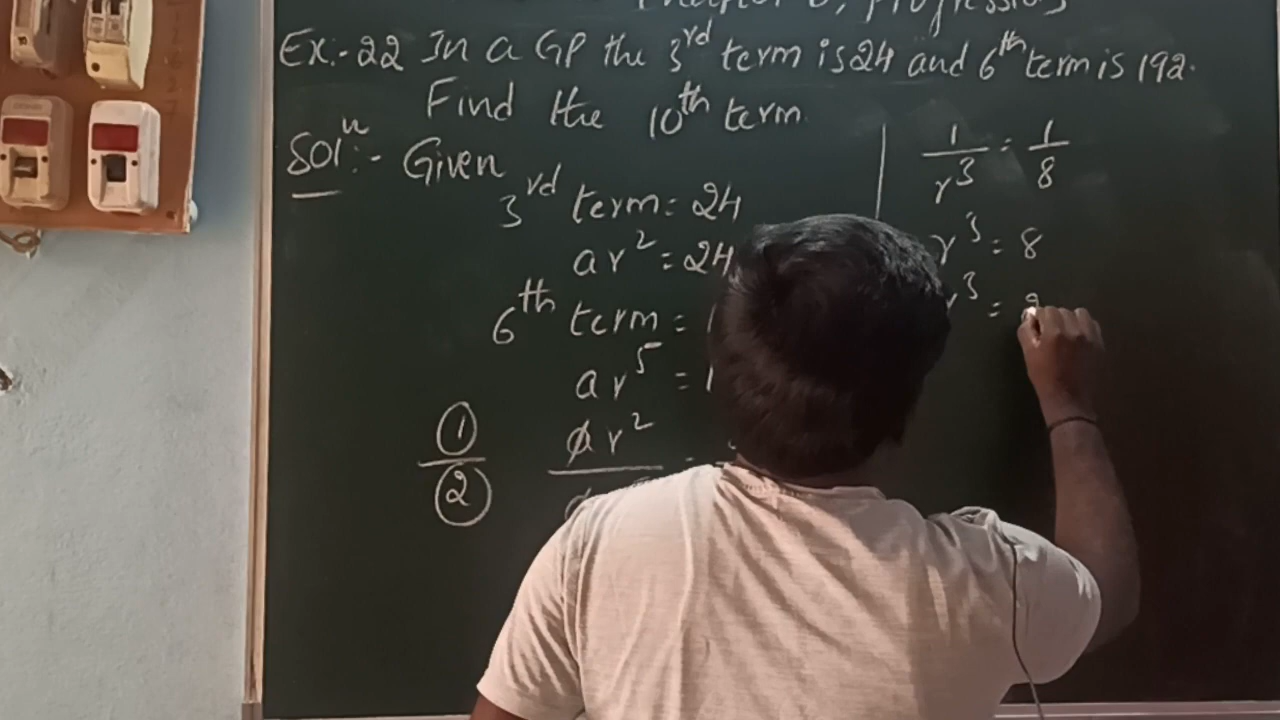 Ex:-22 In a GP the 3rd term is 24 and 6th term is 192.
Find the 10th term.
Solⁿ:- Given
3rd term = 24
ar² = 24
6th term =
ar⁵ =
①/②
ar²
1/r³ = 1/8
r³ = 8
³ =